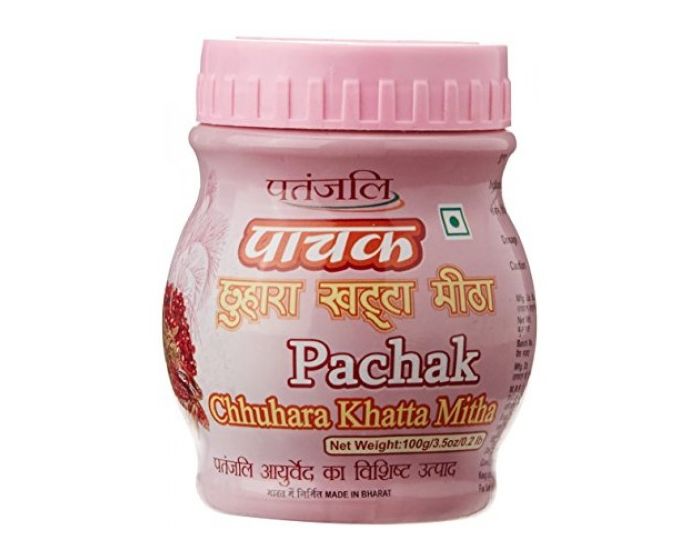 पतंजलि
पाचक
छुहारा खट्टा मीठा
Pachak
Chhuhara Khatta Mitha
Net Weight:100g/3.5oz/0.2 lb
पतंजलि आयुर्वेद का विशिष्ट उत्पाद
भारत में निर्मित MADE IN BHARAT